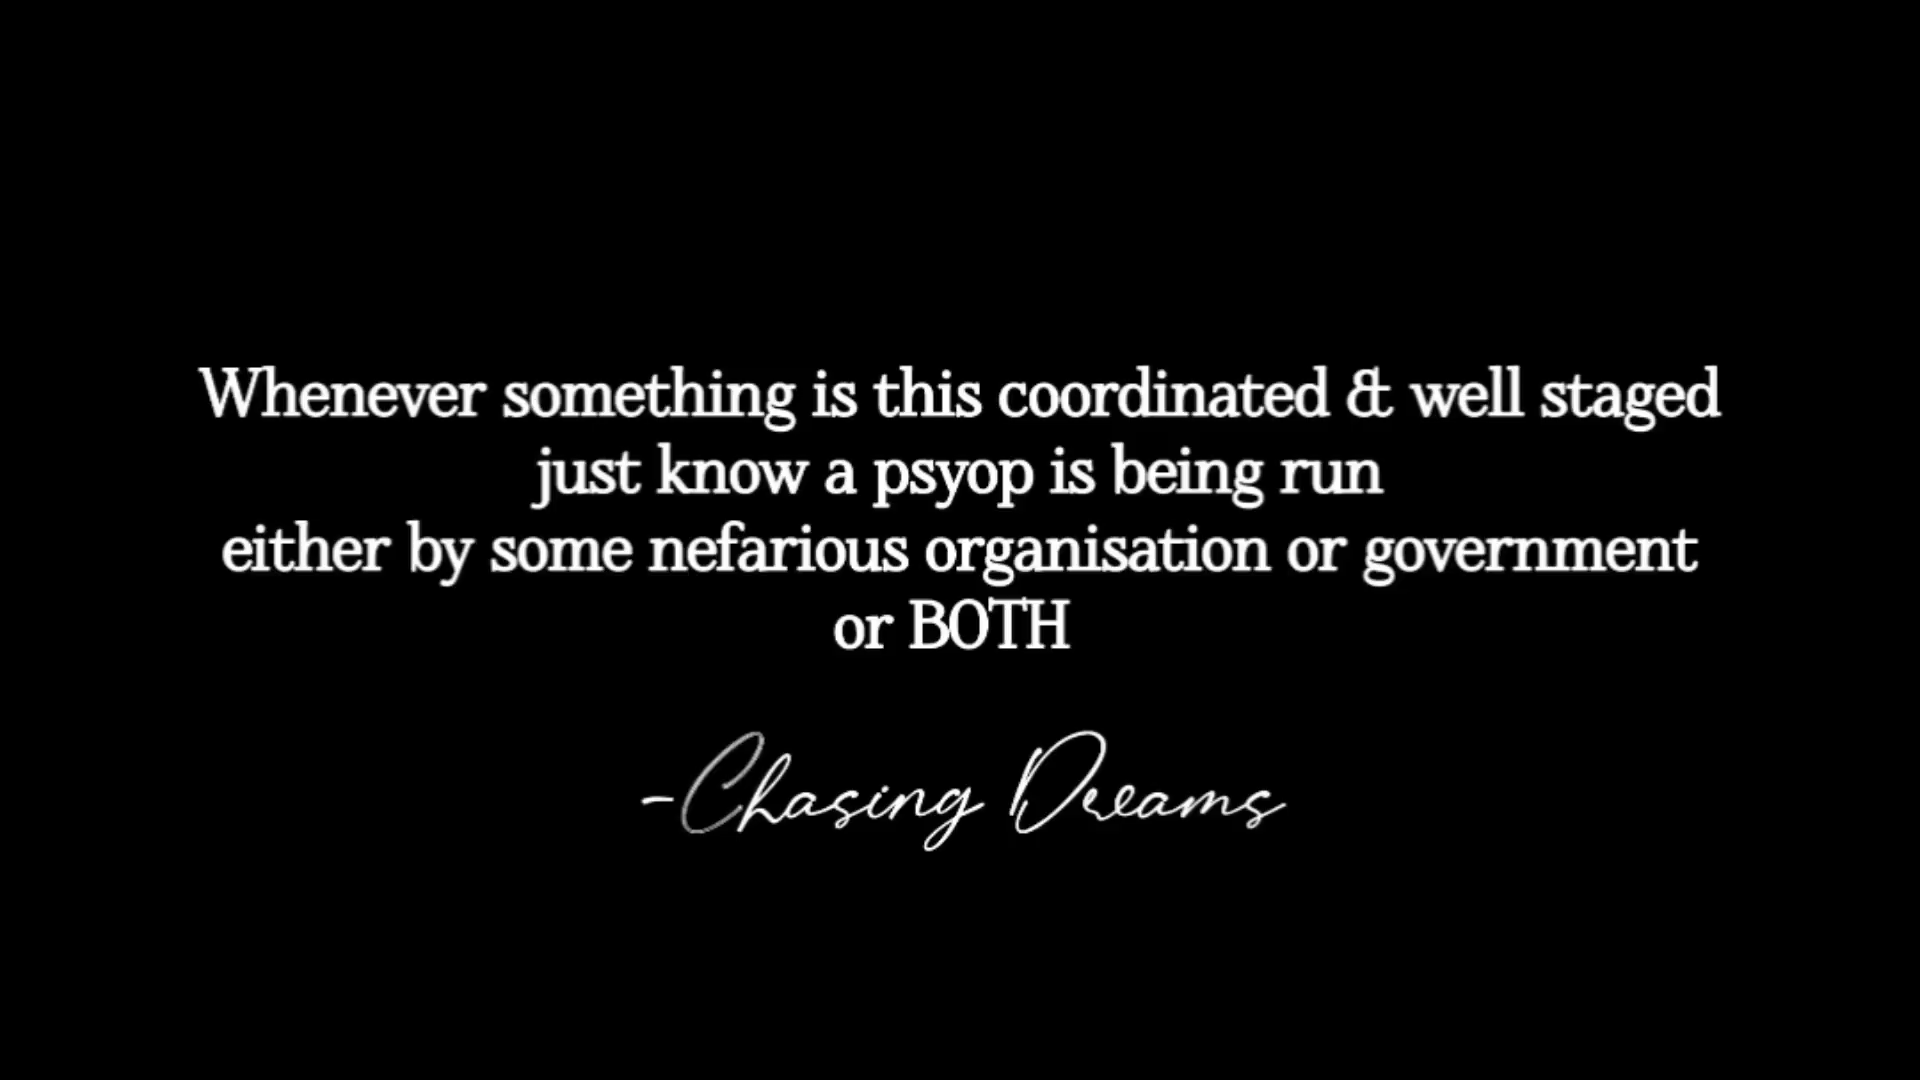 Whenever something is this coordinated & well staged
just know a psyop is being run
either by some nefarious organisation or government
or BOTH
-Chasing Dreams